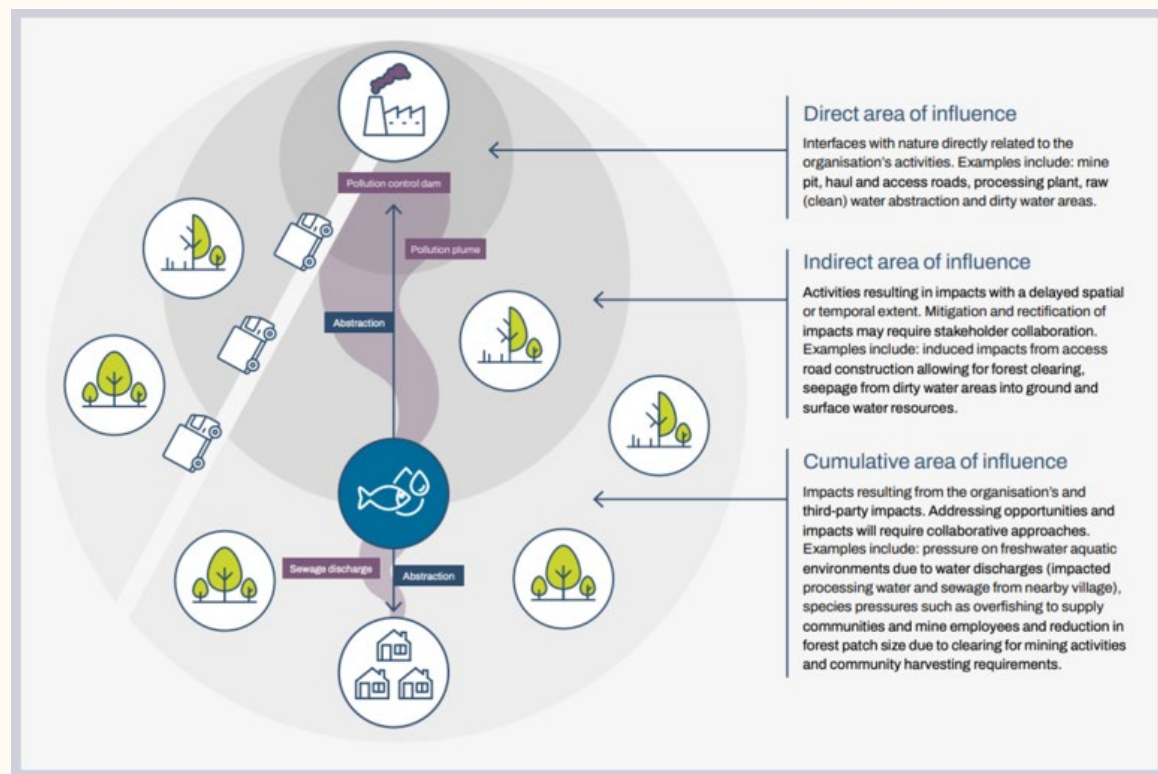 Pollution control dam
Pollution plume
Abstraction
Sewage discharge
Abstraction
Direct area of influence
Interfaces with nature directly related to the
organisation's activities. Examples include: mine
pit, haul and access roads, processing plant, raw
(clean) water abstraction and dirty water areas.
Indirect area of influence
Activities resulting in impacts with a delayed spatial
or temporal extent. Mitigation and rectification of
impacts may require stakeholder collaboration.
Examples include: induced impacts from access
road construction allowing for forest clearing,
seepage from dirty water areas into ground and
surface water resources.
Cumulative area of influence
Impacts resulting from the organisation's and
third-party impacts. Addressing opportunities and
impacts will require collaborative approaches.
Examples include: pressure on freshwater aquatic
environments due to water discharges (impacted
processing water and sewage from nearby village),
species pressures such as overfishing to supply
communities and mine employees and reduction in
forest patch size due to clearing for mining activities
and community harvesting requirements.